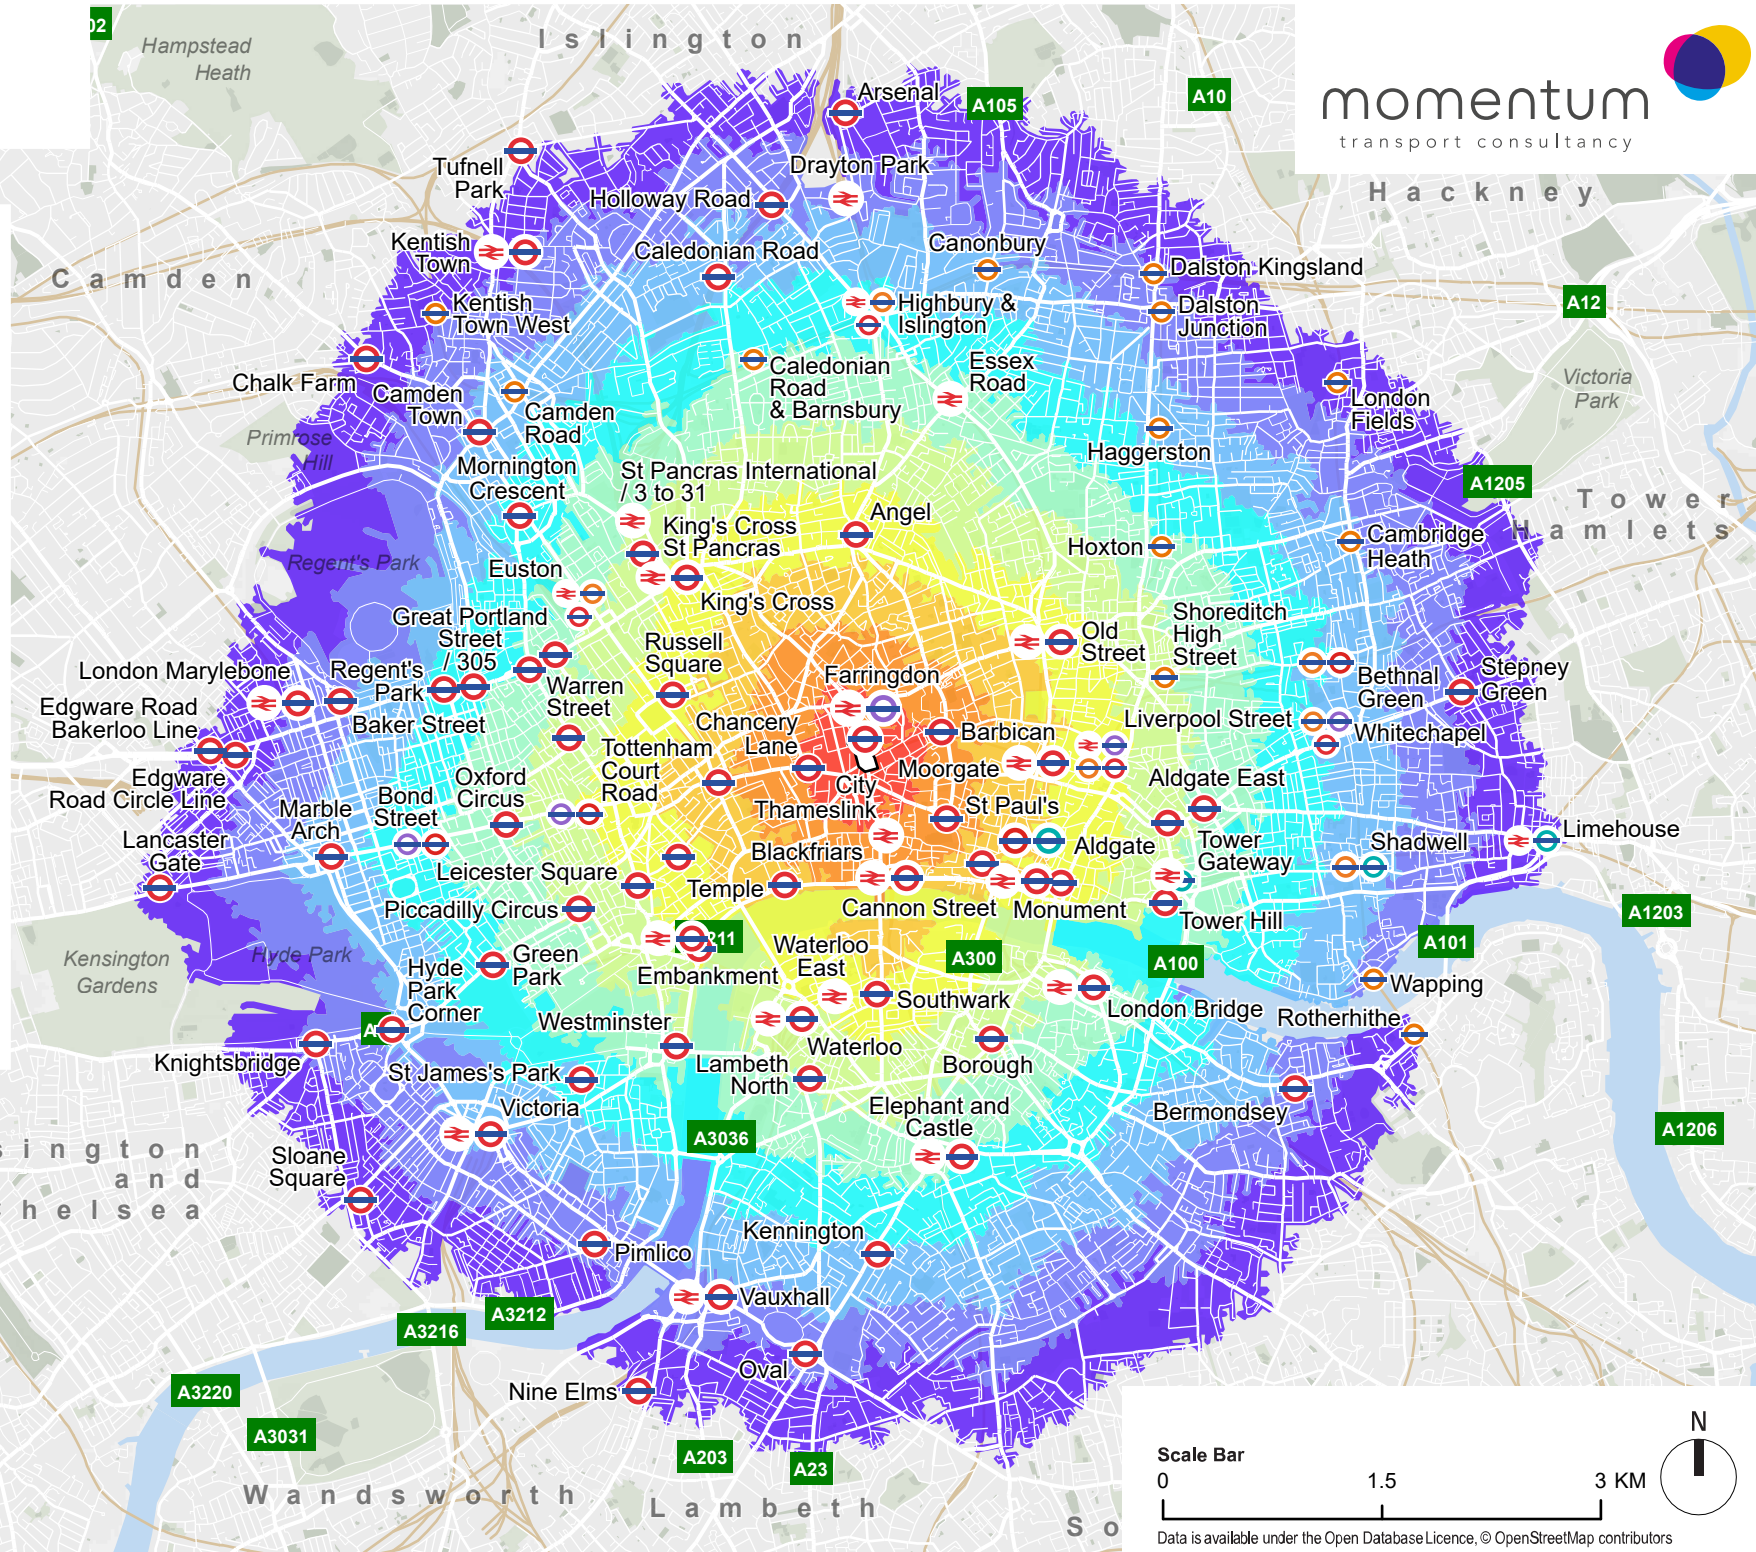 02
Hampstead
Heath
Islington
Arsenal
A105
A10
momentum
transport consultancy
Tufnell
Park
Drayton Park
Holloway Road
Hackney
Kentish
Town
Caledonian Road
Canonbury
Dalston Kingsland
Camden
Kentish
Town West
Highbury &
Islington
Dalston
Junction
A12
Chalk Farm
Camden
Town
Camden
Road
Caledonian
Road
& Barnsbury
Essex
Road
London
Fields
Victoria
Park
Primrose
Hill
Mornington
Crescent
St Pancras International
/ 3 to 31
Haggerston
A1205
Tower
Hamlets
King's Cross
St Pancras
Angel
Hoxton
Cambridge
Heath
Regent's Park
Euston
King's Cross
Great Portland
Street
/ 305
Russell
Square
Old
Street
Shoreditch
High
Street
London Marylebone
Regent's
Park
Warren
Street
Farringdon
Bethnal
Green
Stepney
Green
Edgware Road
Bakerloo Line
Baker Street
Chancery
Lane
Barbican
Liverpool Street
Whitechapel
Edgware
Road Circle Line
Oxford
Circus
Tottenham
Court
Road
Moorgate
Aldgate East
Marble
Arch
Bond
Street
City
Thameslink
St Paul's
Lancaster
Gate
Leicester Square
Blackfriars
Aldgate
Tower
Gateway
Shadwell
Limehouse
Temple
Piccadilly Circus
Cannon Street
Monument
Tower Hill
A1203
211
A300
A100
A101
Kensington
Gardens
Hyde Park
Hyde
Park
Corner
Green
Park
Embankment
Waterloo
East
Southwark
London Bridge
Wapping
A
Westminster
Waterloo
Borough
Rotherhithe
Knightsbridge
St James's Park
Lambeth
North
Victoria
Elephant and
Castle
Bermondsey
A1206
A3036
sington
and
helsea
Sloane
Square
Kennington
Pimlico
Vauxhall
A3212
A3216
Oval
Nine Elms
A3220
A3031
A203
A23
Wandsworth
Lambeth
So
Scale Bar
0 1.5 3 KM
N
Data is available under the Open Database Licence, © OpenStreetMap contributors